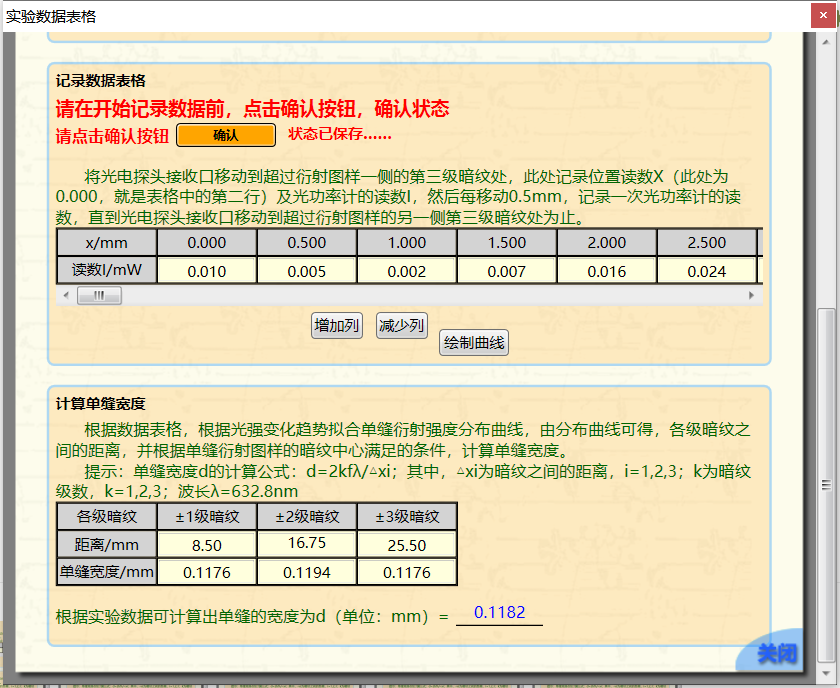 实验数据表格
记录数据表格
请在开始记录数据前，点击确认按钮，确认状态
请点击确认按钮 确认 状态已保存......
将光电探头接收口移动到超过衍射图样一侧的第三级暗纹处，此处记录位置读数X（此处为
0.000，就是表格中的第二行）及光功率计的读数I，然后每移动0.5mm，记录一次光功率计的读
数，直到光电探头接收口移动到超过衍射图样的另一侧第三级暗纹处为止。
x/mm 0.000 0.500 1.000 1.500 2.000 2.500
读数I/mW 0.010 0.005 0.002 0.007 0.016 0.024
增加列 减少列
绘制曲线
计算单缝宽度
根据数据表格，根据光强变化趋势拟合单缝衍射强度分布曲线，由分布曲线可得，各级暗纹之
间的距离，并根据单缝衍射图样的暗纹中心满足的条件，计算单缝宽度。
提示：单缝宽度d的计算公式：d=2kfλ/△xi；其中，△xi为暗纹之间的距离，i=1,2,3；k为暗纹
级数，k=1,2,3；波长λ=632.8nm
各级暗纹 ±1级暗纹 ±2级暗纹 ±3级暗纹
距离/mm 8.50 16.75 25.50
单缝宽度/mm 0.1176 0.1194 0.1176
根据实验数据可计算出单缝的宽度为d（单位：mm）= 0.1182
关闭